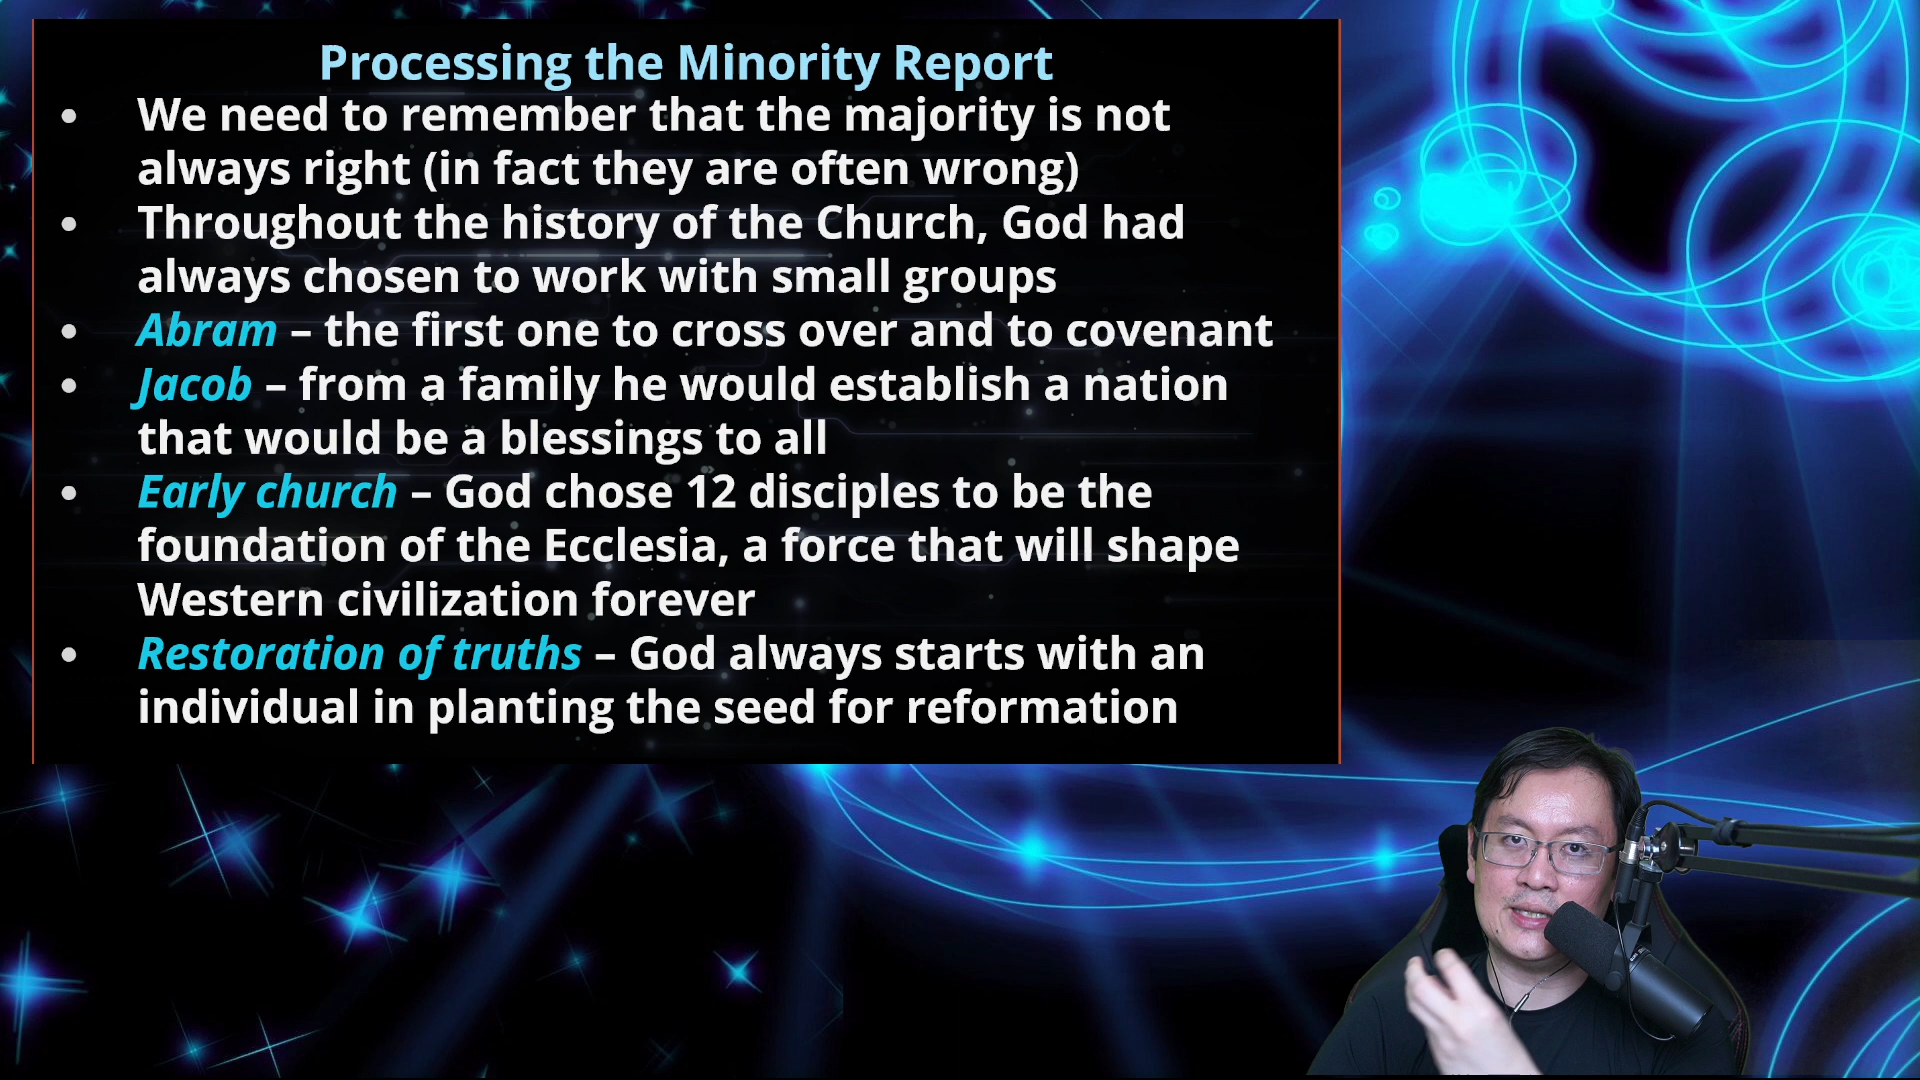 Processing the Minority Report
• We need to remember that the majority is not
always right (in fact they are often wrong)
• Throughout the history of the Church, God had
always chosen to work with small groups
• Abram – the first one to cross over and to covenant
• Jacob – from a family he would establish a nation
that would be a blessings to all
• Early church – God chose 12 disciples to be the
foundation of the Ecclesia, a force that will shape
Western civilization forever
• Restoration of truths – God always starts with an
individual in planting the seed for reformation